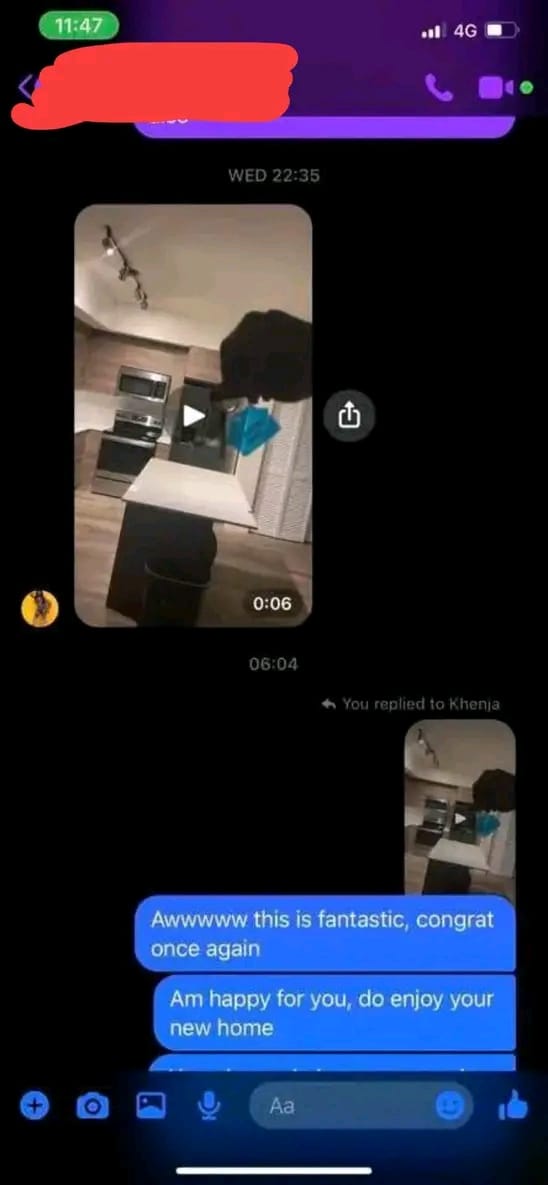 11:47
4G
WED 22:35
0:06
06:04
You replied to Khenja
Awwwww this is fantastic, congrat
once again
Am happy for you, do enjoy your
new home
Aa